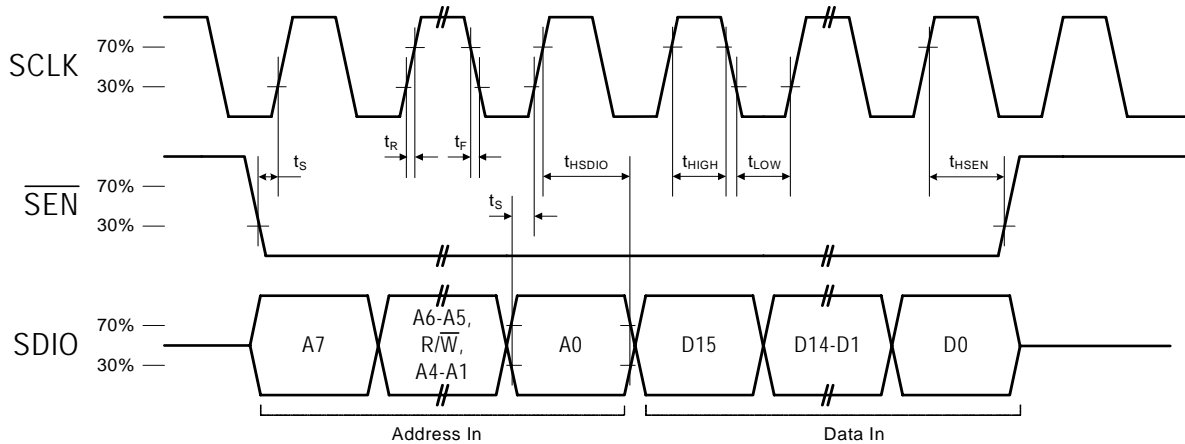 SCLK
70%
30%
tS
tR
tF
tHSDIO
tHIGH
tLOW
tHSEN
S̅E̅N̅
70%
30%
tS
SDIO
70%
30%
A7
A6-A5,
R/W̅,
A4-A1
A0
D15
D14-D1
D0
Address In
Data In